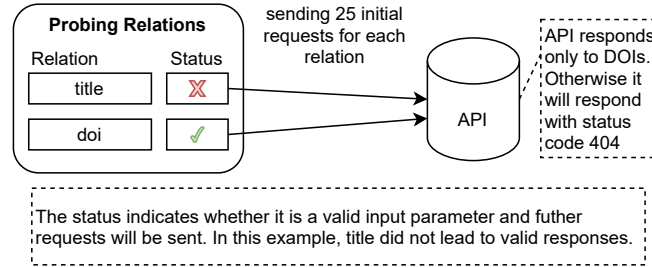 Probing Relations
Relation Status
title
doi
sending 25 initial
requests for each
relation
API
API responds
only to DOIs.
Otherwise it
will respond
with status
code 404
The status indicates whether it is a valid input parameter and futher
requests will be sent. In this example, title did not lead to valid responses.